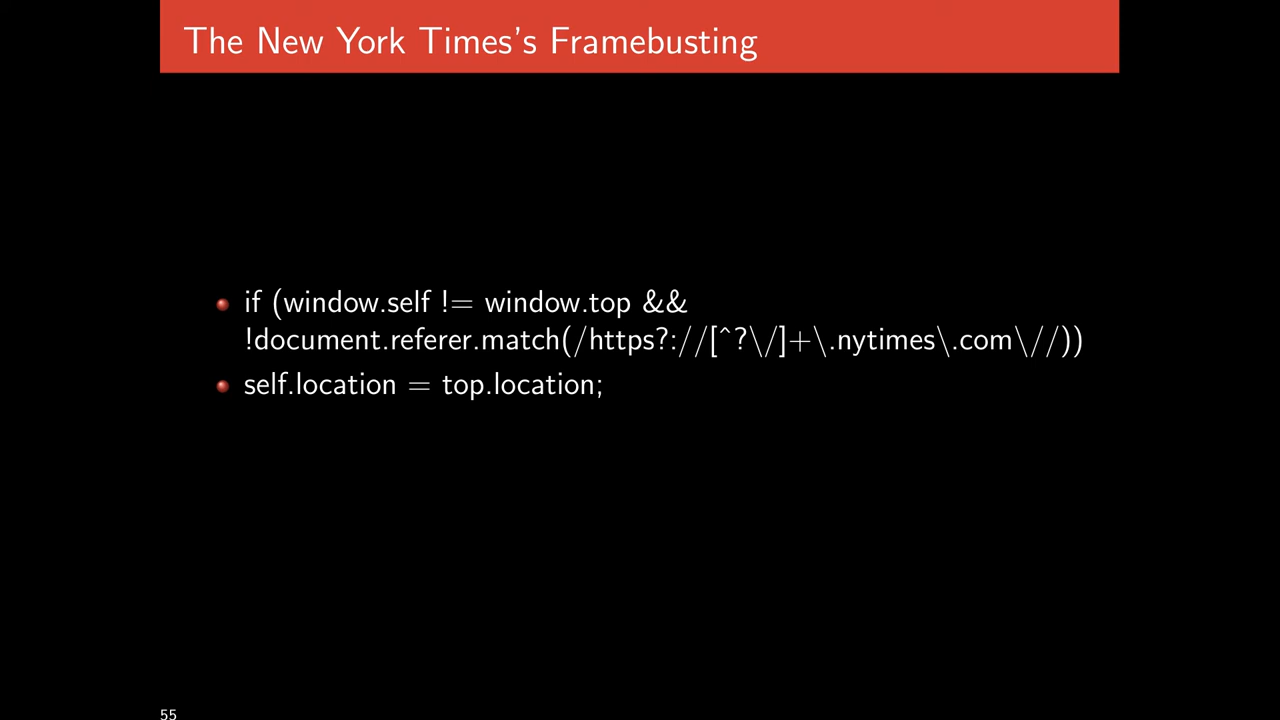 The New York Times's Framebusting
if (window.self != window.top &&
!document.referer.match(/https?://[ˆ?\/]+\.nytimes\.com\//))
self.location = top.location;
55